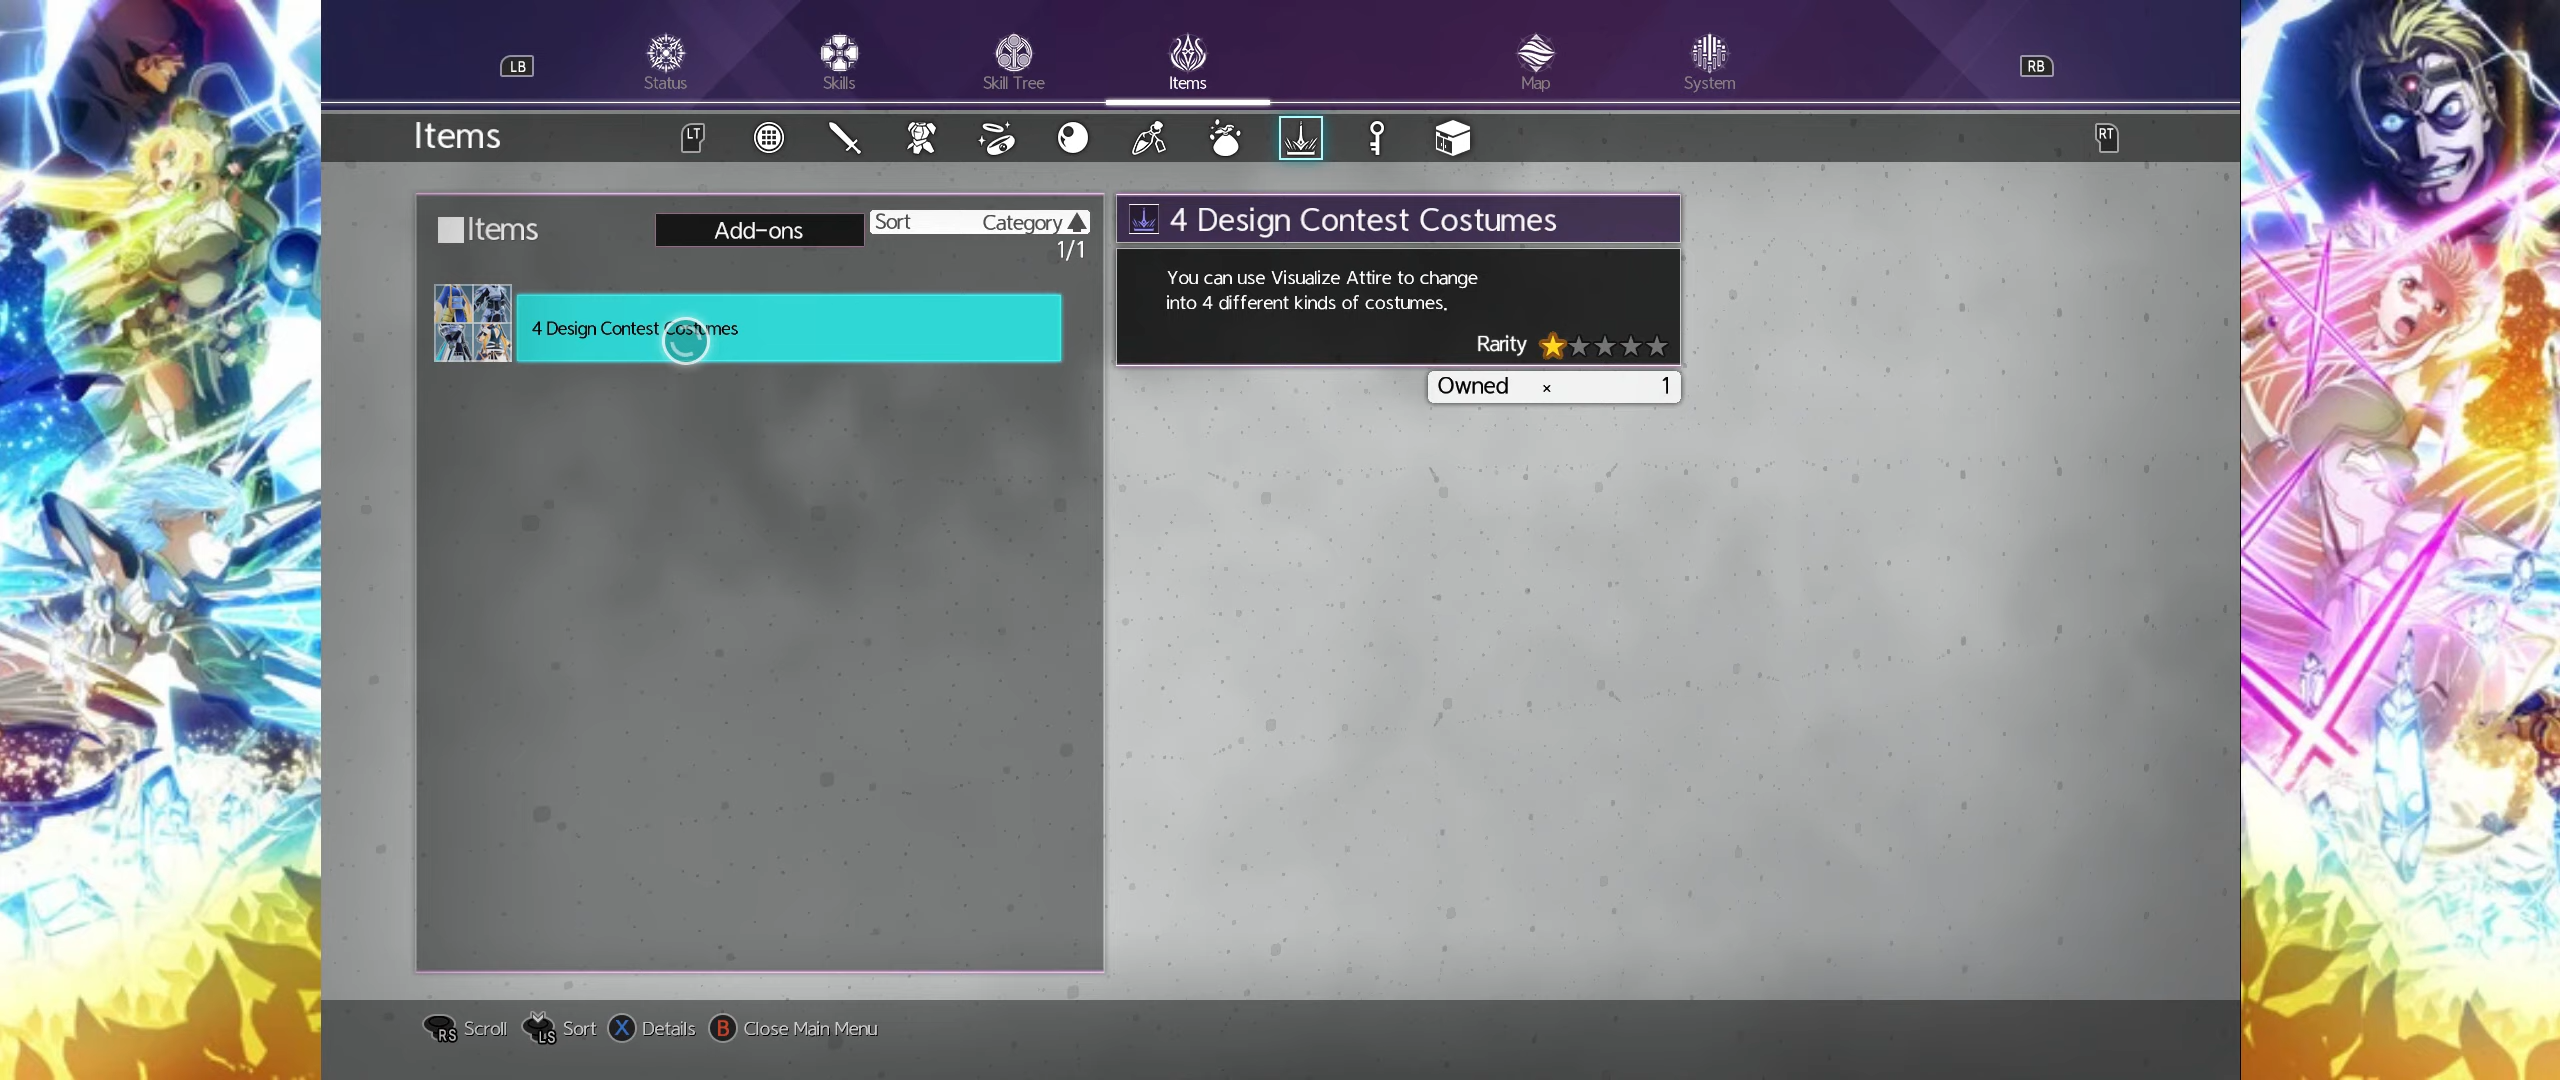 LB
Status
Skills
Skill Tree
Items
Map
System
RB
Items
LT
RT
Items
Add-ons
Sort Category
1/1
4 Design Contest Costumes
4 Design Contest Costumes
You can use Visualize Attire to change
into 4 different kinds of costumes.
Rarity
Owned × 1
RS Scroll LS Sort X Details B Close Main Menu